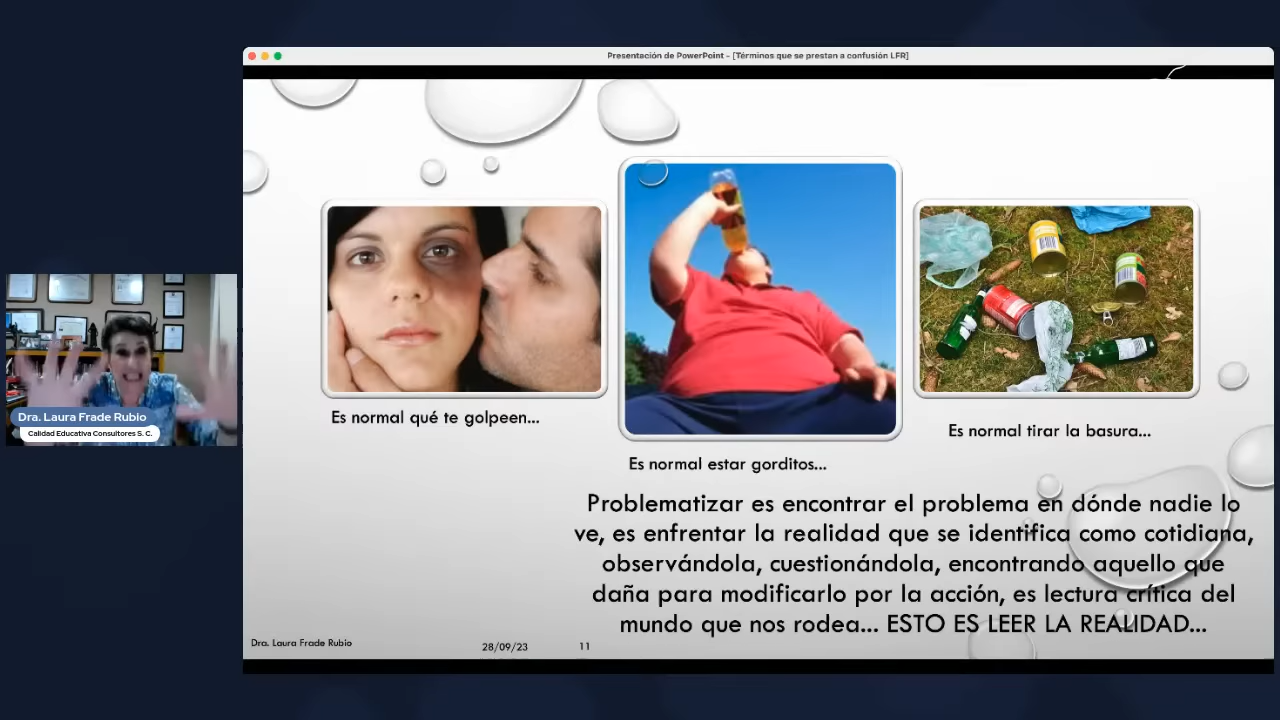 Presentación de PowerPoint - [Términos que se prestan a confusión LFR]
Es normal qué te golpeen...
Es normal estar gorditos...
Es normal tirar la basura...
Problematizar es encontrar el problema en dónde nadie lo
ve, es enfrentar la realidad que se identifica como cotidiana,
observándola, cuestionándola, encontrando aquello que
daña para modificarlo por la acción, es lectura crítica del
mundo que nos rodea... ESTO ES LEER LA REALIDAD...
Dra. Laura Frade Rubio
28/09/23
11
Dra. Laura Frade Rubio
Calidad Educativa Consultores S. C.